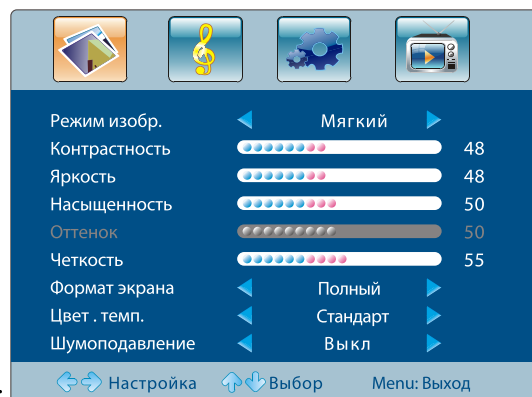 Режим изобр. Мягкий
Контрастность 48
Яркость 48
Насыщенность 50
Оттенок 50
Четкость 55
Формат экрана Полный
Цвет . темп. Стандарт
Шумоподавление Выкл
Настройка Выбор Menu: Выход